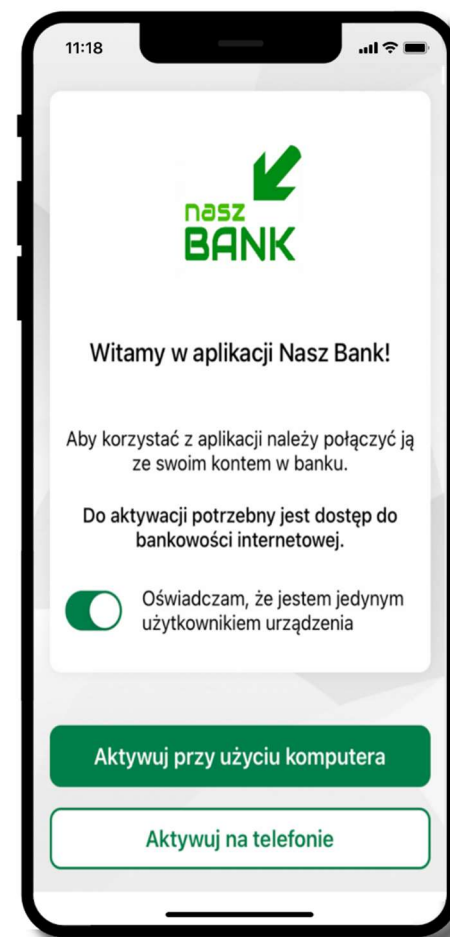 11:18
nasz
BANK
Witamy w aplikacji Nasz Bank!
Aby korzystać z aplikacji należy połączyć ją
ze swoim kontem w banku.
Do aktywacji potrzebny jest dostęp do
bankowości internetowej.
Oświadczam, że jestem jedynym
użytkownikiem urządzenia
Aktywuj przy użyciu komputera
Aktywuj na telefonie